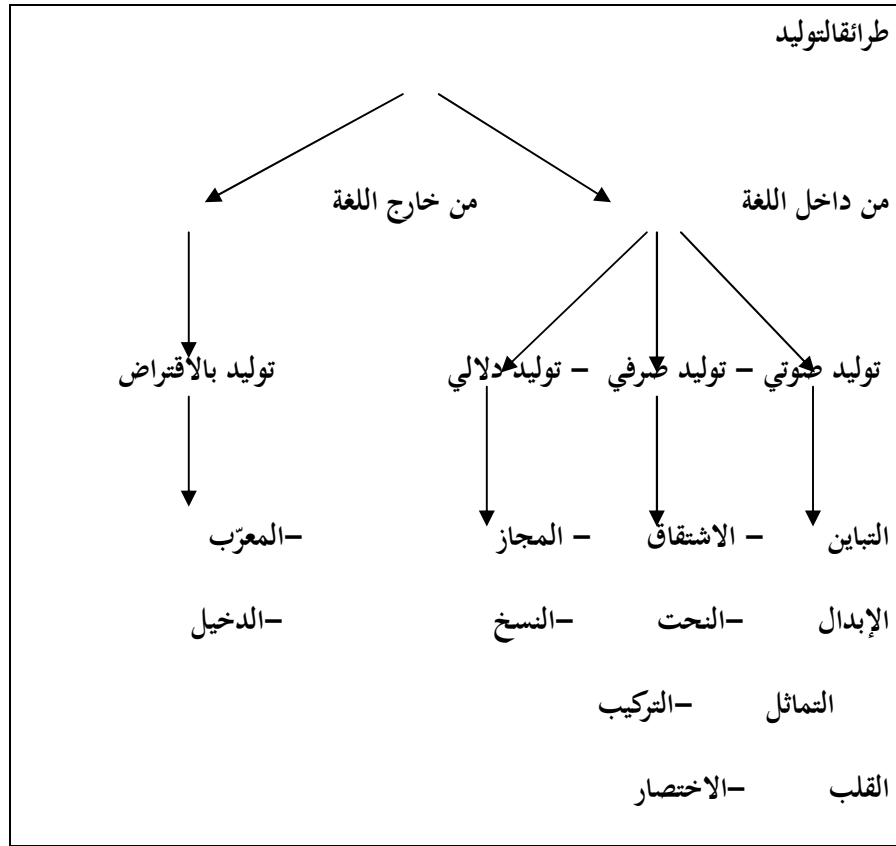 طرائقالتوليد
من داخل اللغة من خارج اللغة
توليد صوتي – توليد صرفي – توليد دلالي توليد بالاقتراض
التباين – الاشتقاق – المجاز –المعرّب
الإبدال –النحت –النسخ –الدخيل
التماثل –التركيب
القلب –الاختصار